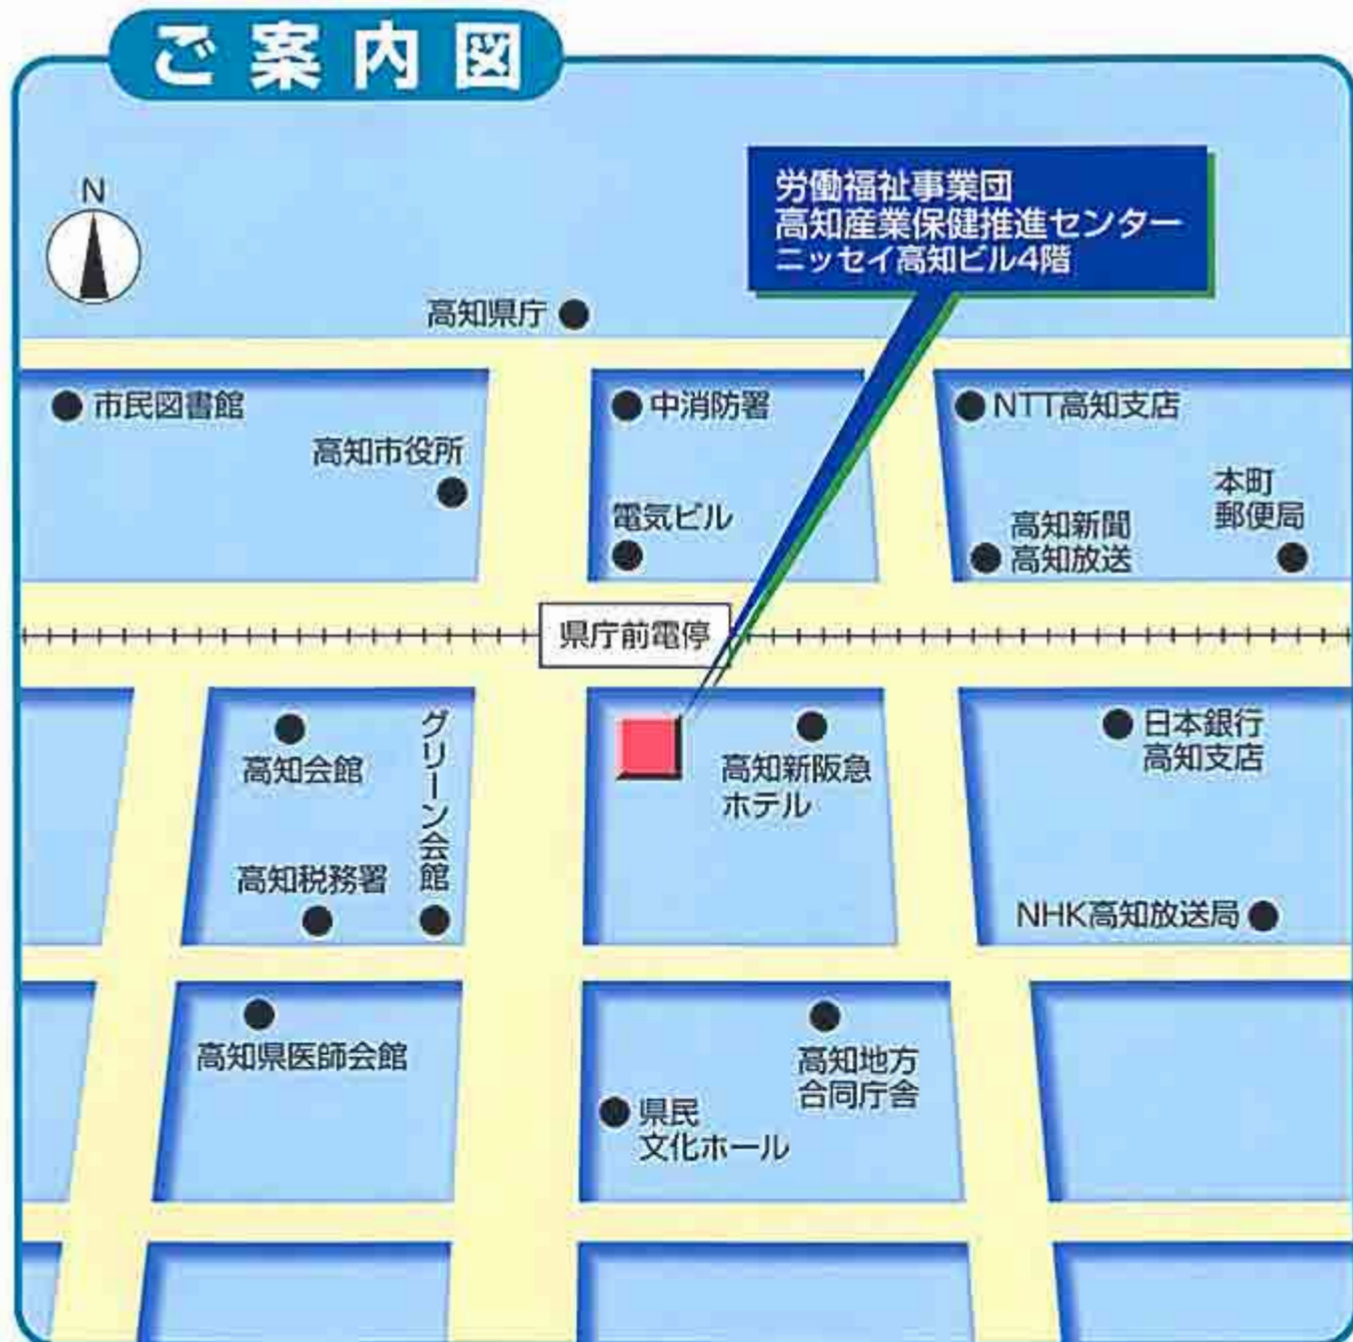 ご案内図
N
労働福祉事業団
高知産業保健推進センター
ニッセイ高知ビル4階
高知県庁
市民図書館
中消防署
NTT高知支店
高知市役所
本町
郵便局
電気ビル
高知新聞
高知放送
県庁前電停
高知会館
グリーン会館
高知新阪急
ホテル
日本銀行
高知支店
高知税務署
NHK高知放送局
高知県医師会館
高知地方
合同庁舎
県民
文化ホール